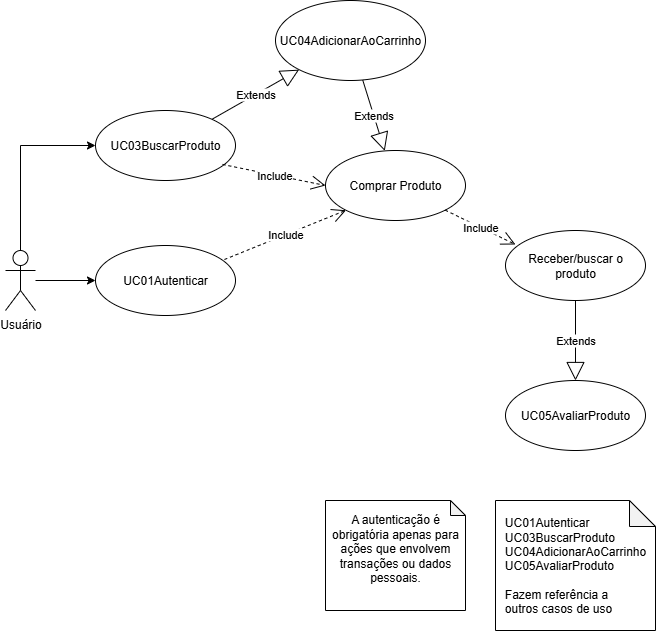 UC04AdicionarAoCarrinho
Extends
Extends
UC03BuscarProduto
Include
Comprar Produto
Include
Include
UC01Autenticar
Receber/buscar o
produto
Usuário
Extends
UC05AvaliarProduto
A autenticação é
obrigatória apenas para
ações que envolvem
transações ou dados
pessoais.
UC01Autenticar
UC03BuscarProduto
UC04AdicionarAoCarrinho
UC05AvaliarProduto
Fazem referência a
outros casos de uso